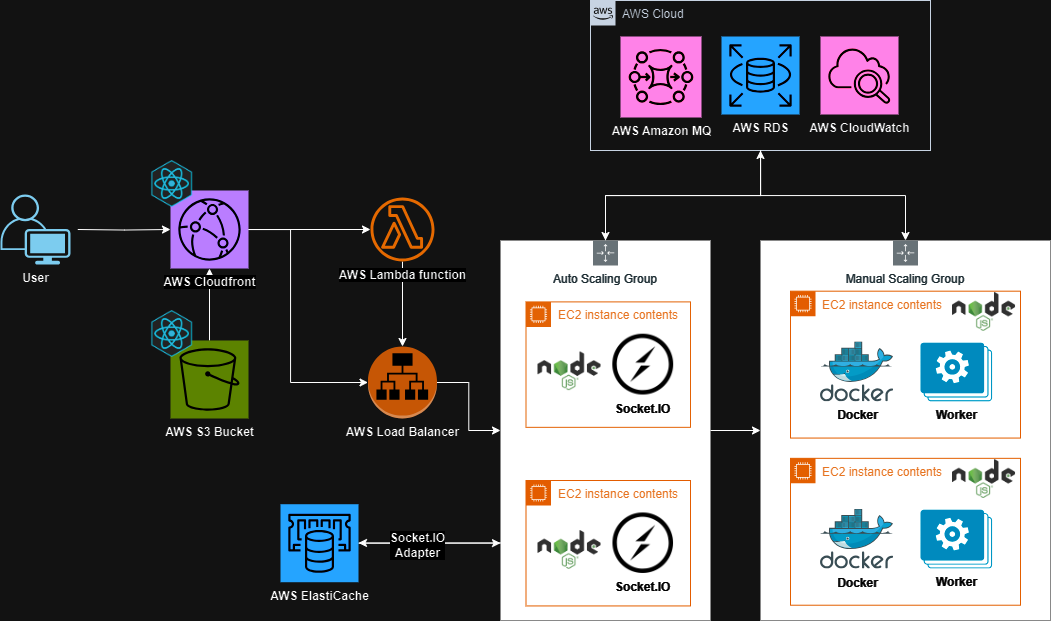 aws
AWS Cloud
AWS Amazon MQ
AWS RDS
AWS CloudWatch
User
AWS Cloudfront
AWS Lambda function
AWS S3 Bucket
AWS Load Balancer
Socket.IO
Adapter
AWS ElastiCache
Auto Scaling Group
EC2 instance contents
node
JS
Socket.IO
EC2 instance contents
node
JS
Socket.IO
Manual Scaling Group
EC2 instance contents
node
JS
docker
Docker
Worker
EC2 instance contents
node
JS
docker
Docker
Worker